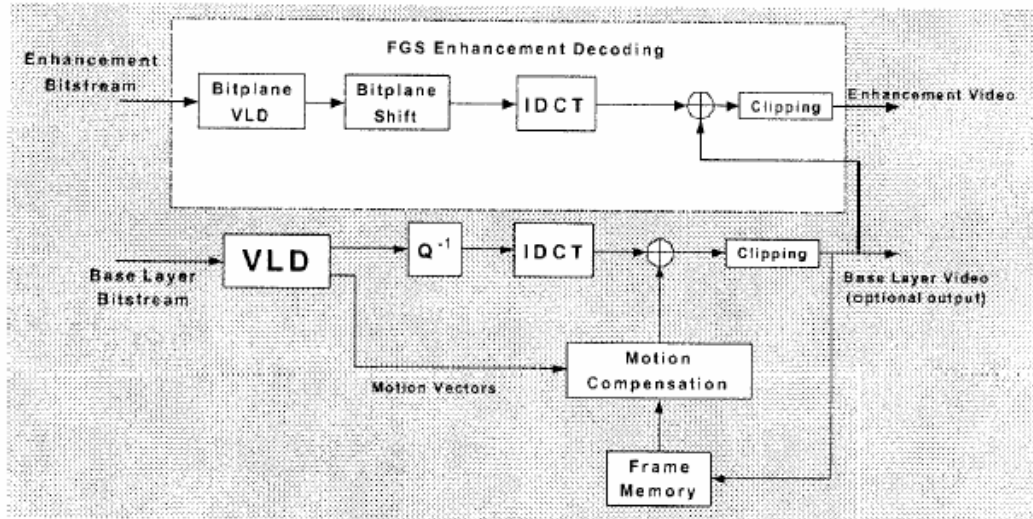 FGS Enhancement Decoding
Enhancement
Bitstream
Bitplane
VLD
Bitplane
Shift
IDCT
Clipping
Enhancement Video
Base Layer
Bitstream
VLD
Q⁻¹
IDCT
Clipping
Base Layer Video
(optional output)
Motion Vectors
Motion
Compensation
Frame
Memory